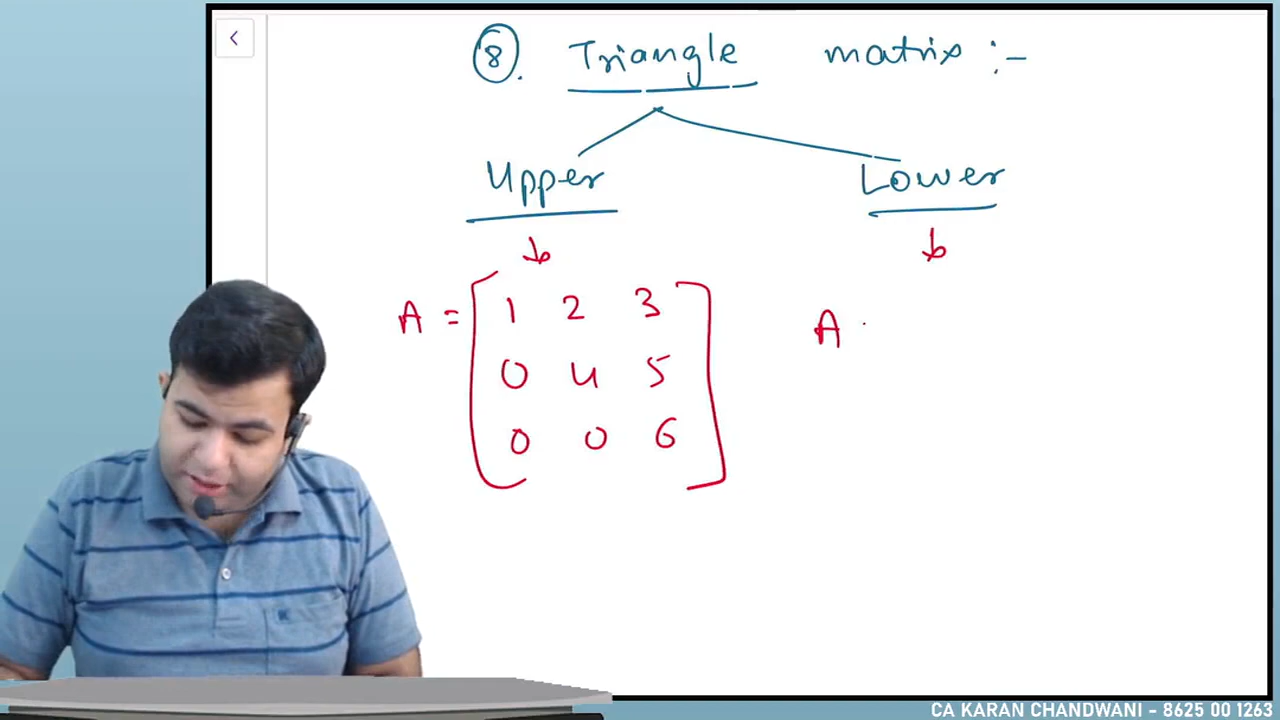 8. Triangle matrix :-
Upper Lower
A = [ 1 2 3
0 4 5
0 0 6 ]
A
CA KARAN CHANDWANI - 8625 00 1263